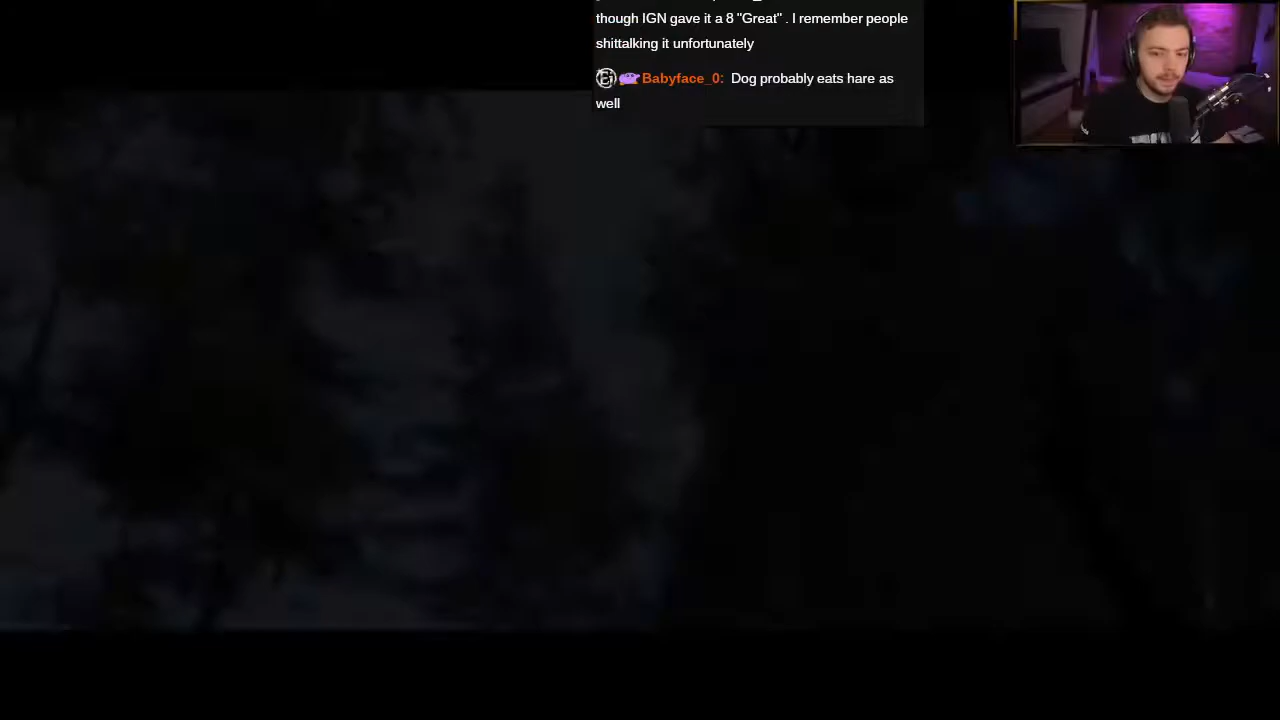 though IGN gave it a 8 "Great" . I remember people
shittalking it unfortunately
Babyface_0: Dog probably eats hare as
well